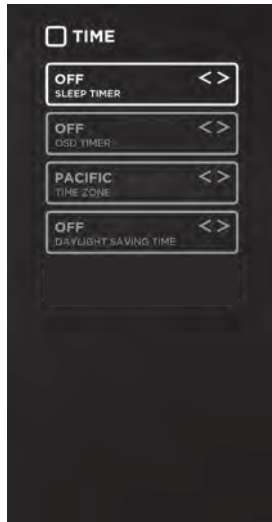 TIME
OFF < >
SLEEP TIMER
OFF < >
OSD TIMER
PACIFIC < >
TIME ZONE
OFF < >
DAYLIGHT SAVING TIME